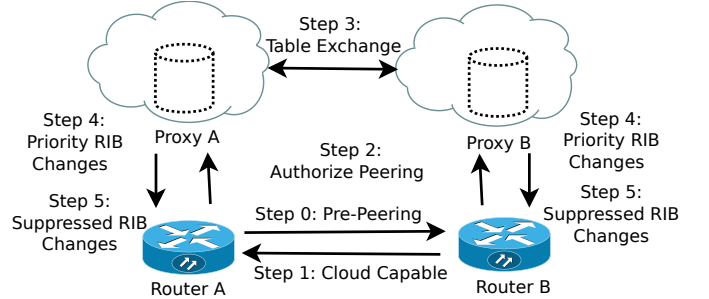 Step 3:
Table Exchange
Proxy A
Proxy B
Step 4:
Priority RIB
Changes
Step 4:
Priority RIB
Changes
Step 2:
Authorize Peering
Step 5:
Suppressed RIB
Changes
Step 5:
Suppressed RIB
Changes
Step 0: Pre-Peering
Step 1: Cloud Capable
Router A
Router B